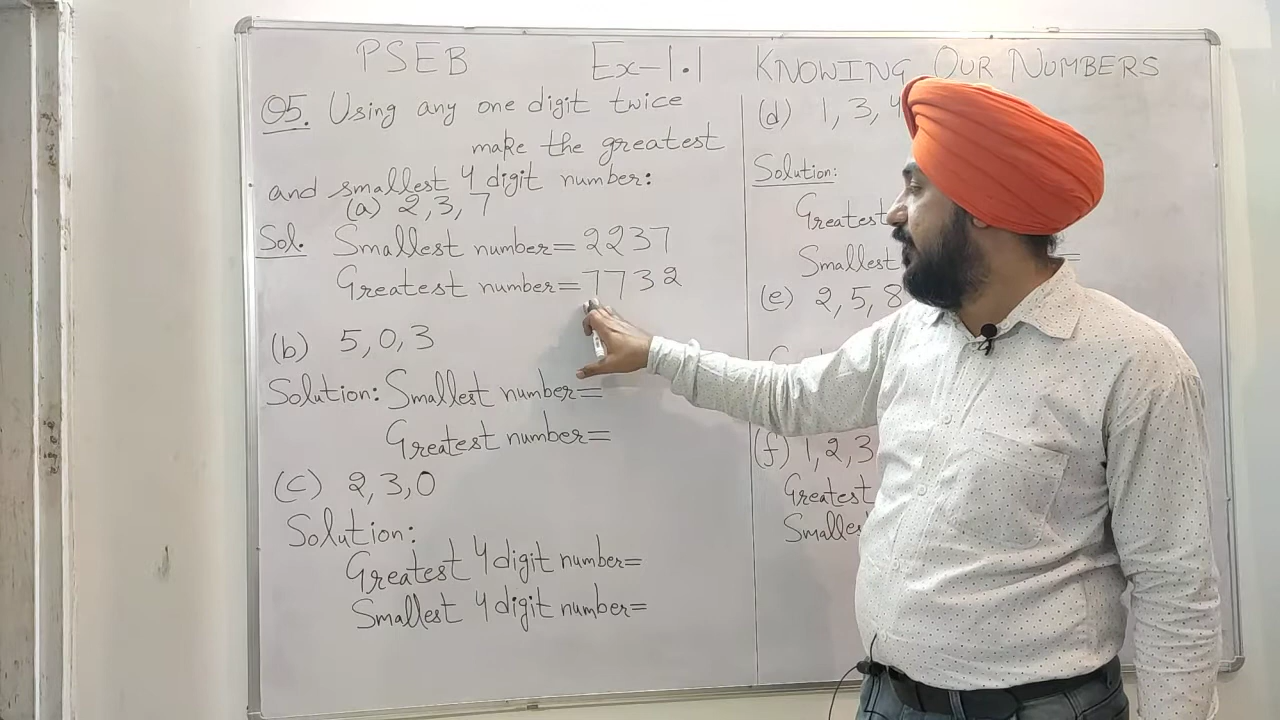 PSEB Ex-1.1 KNOWING OUR NUMBERS
Q5. Using any one digit twice
make the greatest
and smallest 4 digit number:
(a) 2, 3, 7
Sol. Smallest number= 2237
Greatest number= 7732
(b) 5, 0, 3
Solution: Smallest number=
Greatest number=
(c) 2, 3, 0
Solution:
Greatest 4 digit number=
Smallest 4 digit number=
(d) 1, 3, 4
Solution:
Greatest
Smallest =
(e) 2, 5, 8
(f) 1, 2, 3
Greatest
Smallest